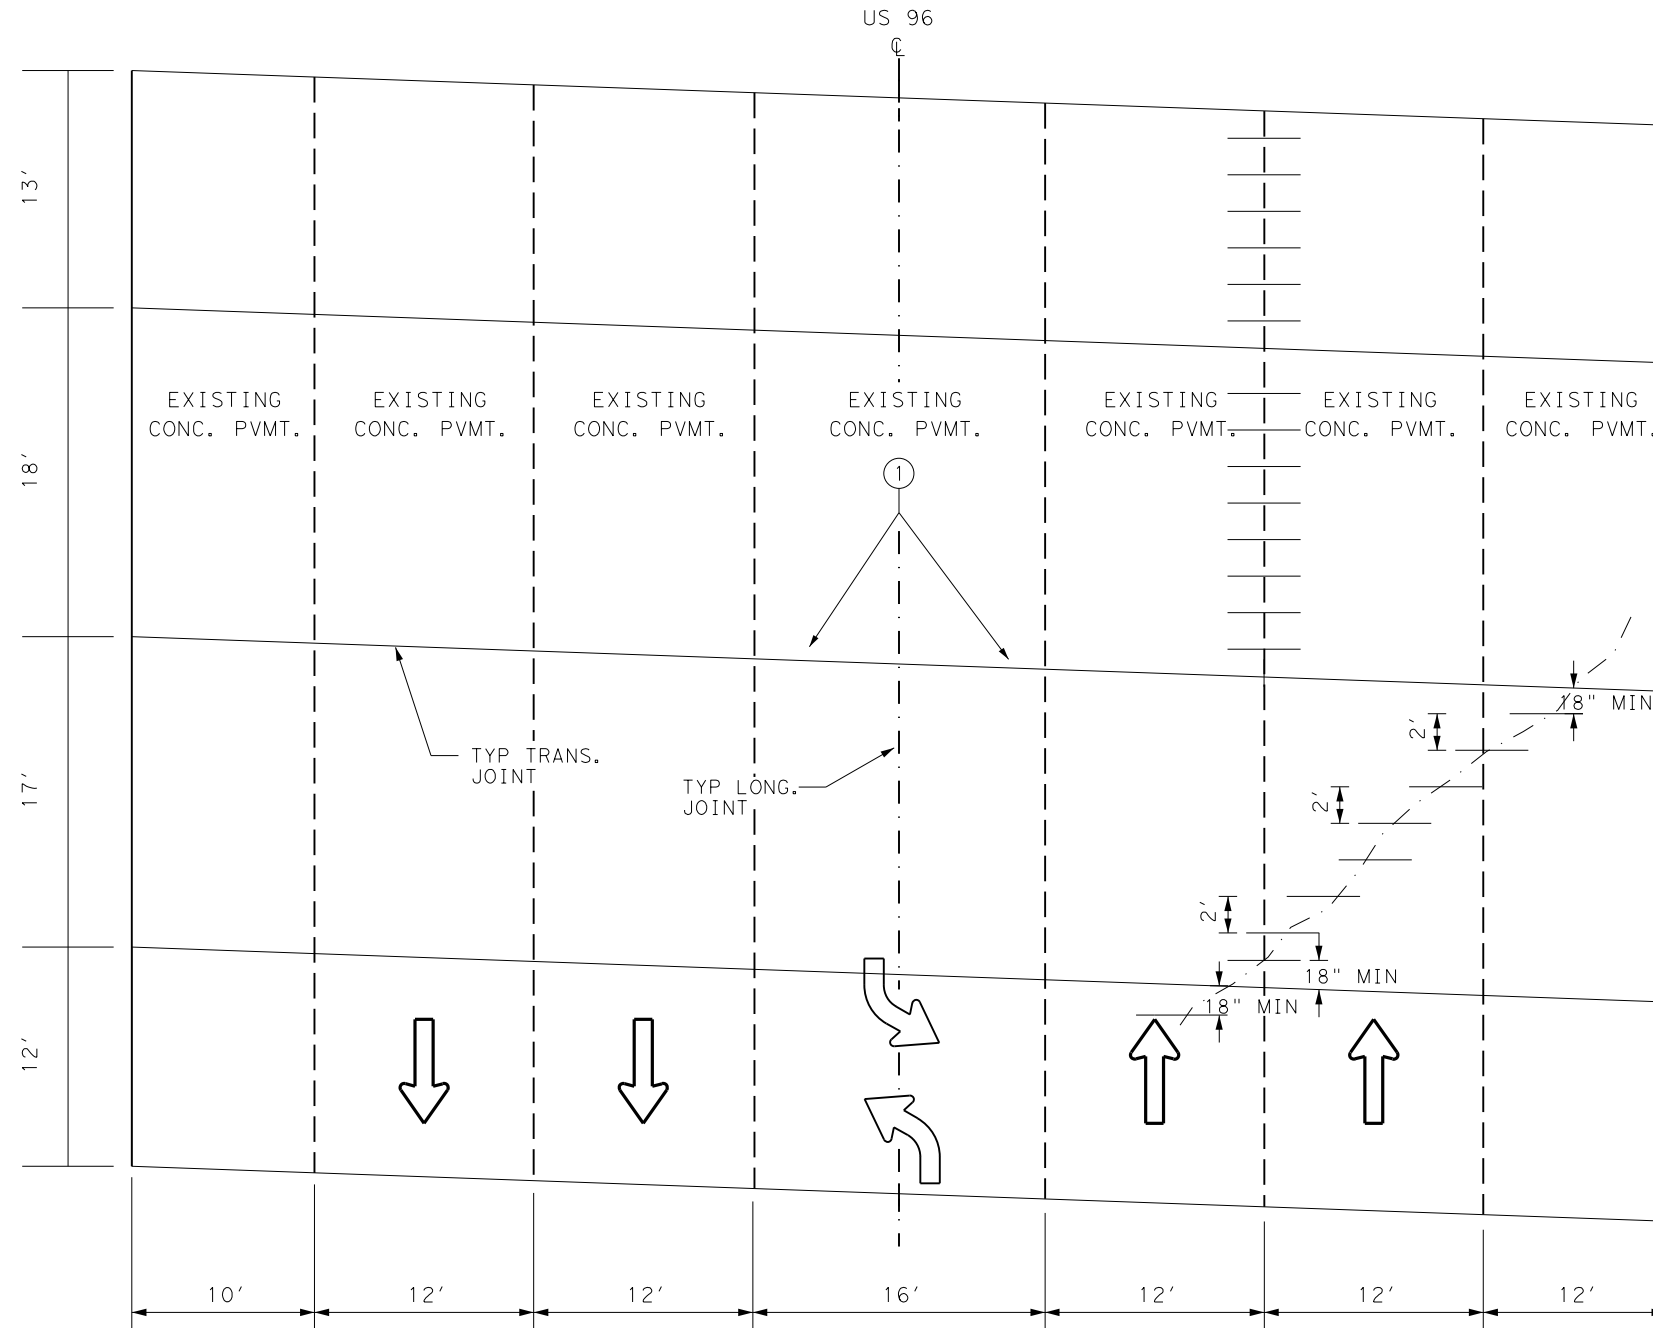 US 96
℄
13'
EXISTING
CONC. PVMT.
EXISTING
CONC. PVMT.
EXISTING
CONC. PVMT.
EXISTING
CONC. PVMT.
EXISTING
CONC. PVMT.
EXISTING
CONC. PVMT.
EXISTING
CONC. PVMT.
18'
1
18" MIN
2'
TYP TRANS.
JOINT
TYP LONG.
JOINT
17'
2'
2'
18" MIN
18" MIN
12'
10'
12'
12'
16'
12'
12'
12'